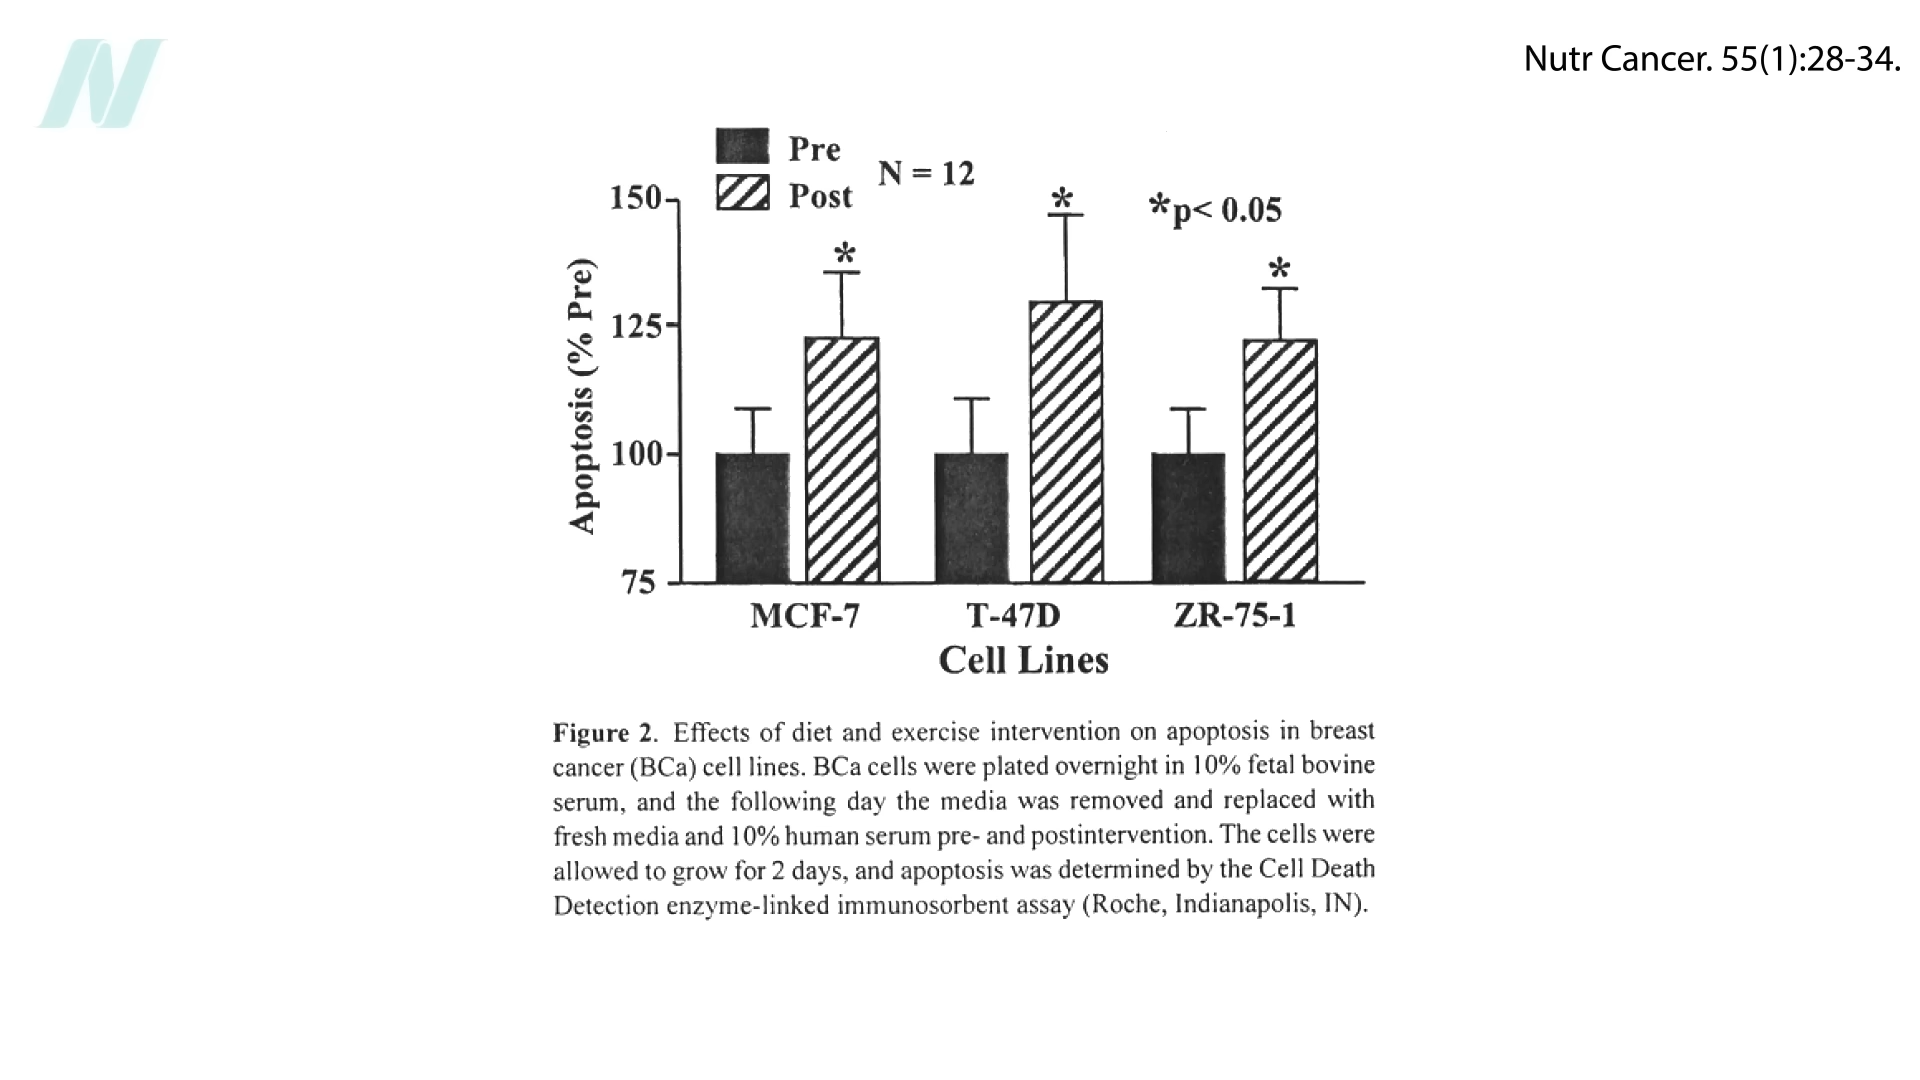 Nutr Cancer. 55(1):28-34.
Pre
Post
N = 12
*p< 0.05
150
125
100
75
*
*
*
Apoptosis (% Pre)
MCF-7
T-47D
ZR-75-1
Cell Lines
Figure 2. Effects of diet and exercise intervention on apoptosis in breast
cancer (BCa) cell lines. BCa cells were plated overnight in 10% fetal bovine
serum, and the following day the media was removed and replaced with
fresh media and 10% human serum pre- and postintervention. The cells were
allowed to grow for 2 days, and apoptosis was determined by the Cell Death
Detection enzyme-linked immunosorbent assay (Roche, Indianapolis, IN).